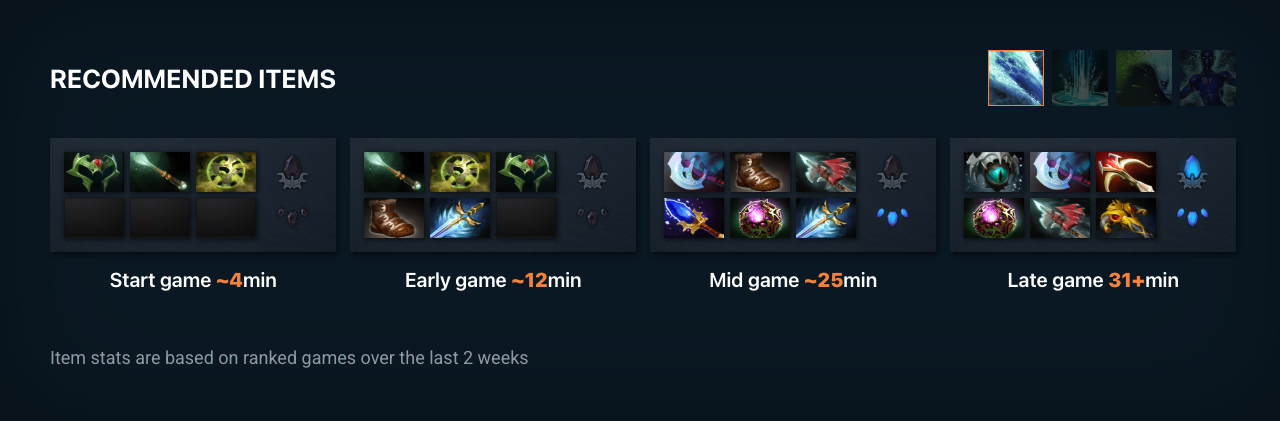 RECOMMENDED ITEMS
Start game ~4min
Early game ~12min
Mid game ~25min
Late game 31+min
Item stats are based on ranked games over the last 2 weeks